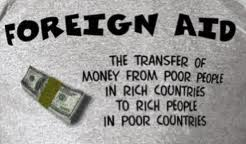 FOREIGN AID
THE TRANSFER OF
MONEY FROM POOR PEOPLE
IN RICH COUNTRIES
TO RICH PEOPLE
IN POOR COUNTRIES